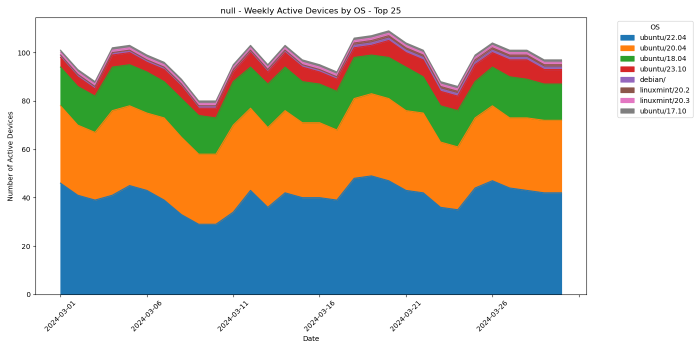 null - Weekly Active Devices by OS - Top 25
OS
ubuntu/22.04
ubuntu/20.04
ubuntu/18.04
ubuntu/23.10
debian/
linuxmint/20.2
linuxmint/20.3
ubuntu/17.10
Number of Active Devices
100
80
60
40
20
0
2024-03-01
2024-03-06
2024-03-11
2024-03-16
2024-03-21
2024-03-26
Date